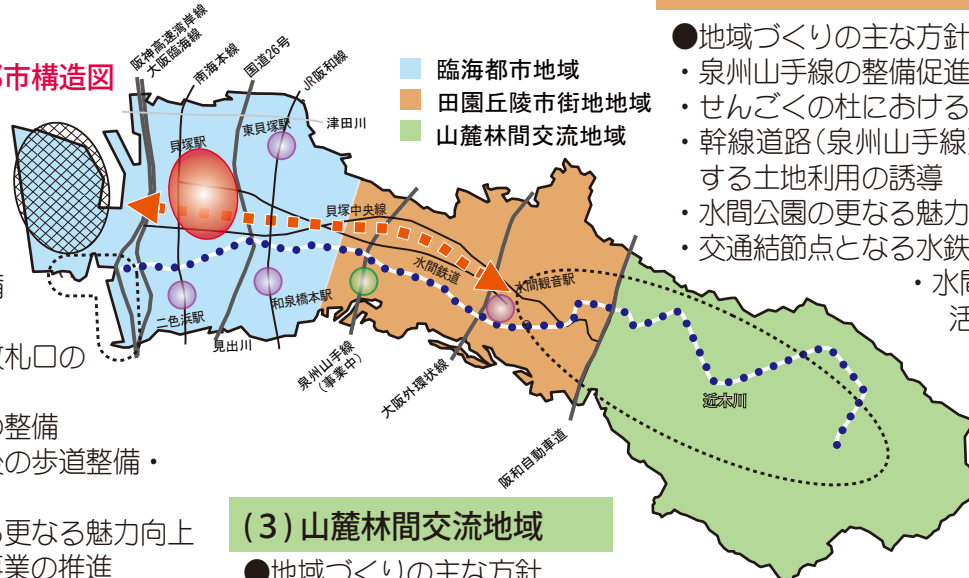 都市構造図
阪神高速湾岸線
大阪臨海線
南海本線
国道26号
JR阪和線
臨海都市地域
田園丘陵市街地地域
山麓林間交流地域
津田川
貝塚駅
東貝塚駅
貝塚中央線
水間鉄道
水間観音駅
二色浜駅
和泉橋本駅
見出川
泉州山手線
(事業中)
大阪外環状線
阪和自動車道
近木川
●地域づくりの主な方針
・泉州山手線の整備促進
・せんごくの杜における
・幹線道路(泉州山手線
する土地利用の誘導
・水間公園の更なる魅力
・交通結節点となる水鉄
・水間
活
備
改札口の
の整備
後の歩道整備・
る更なる魅力向上
事業の推進
(3)山麓林間交流地域
●地域づくりの主な方針